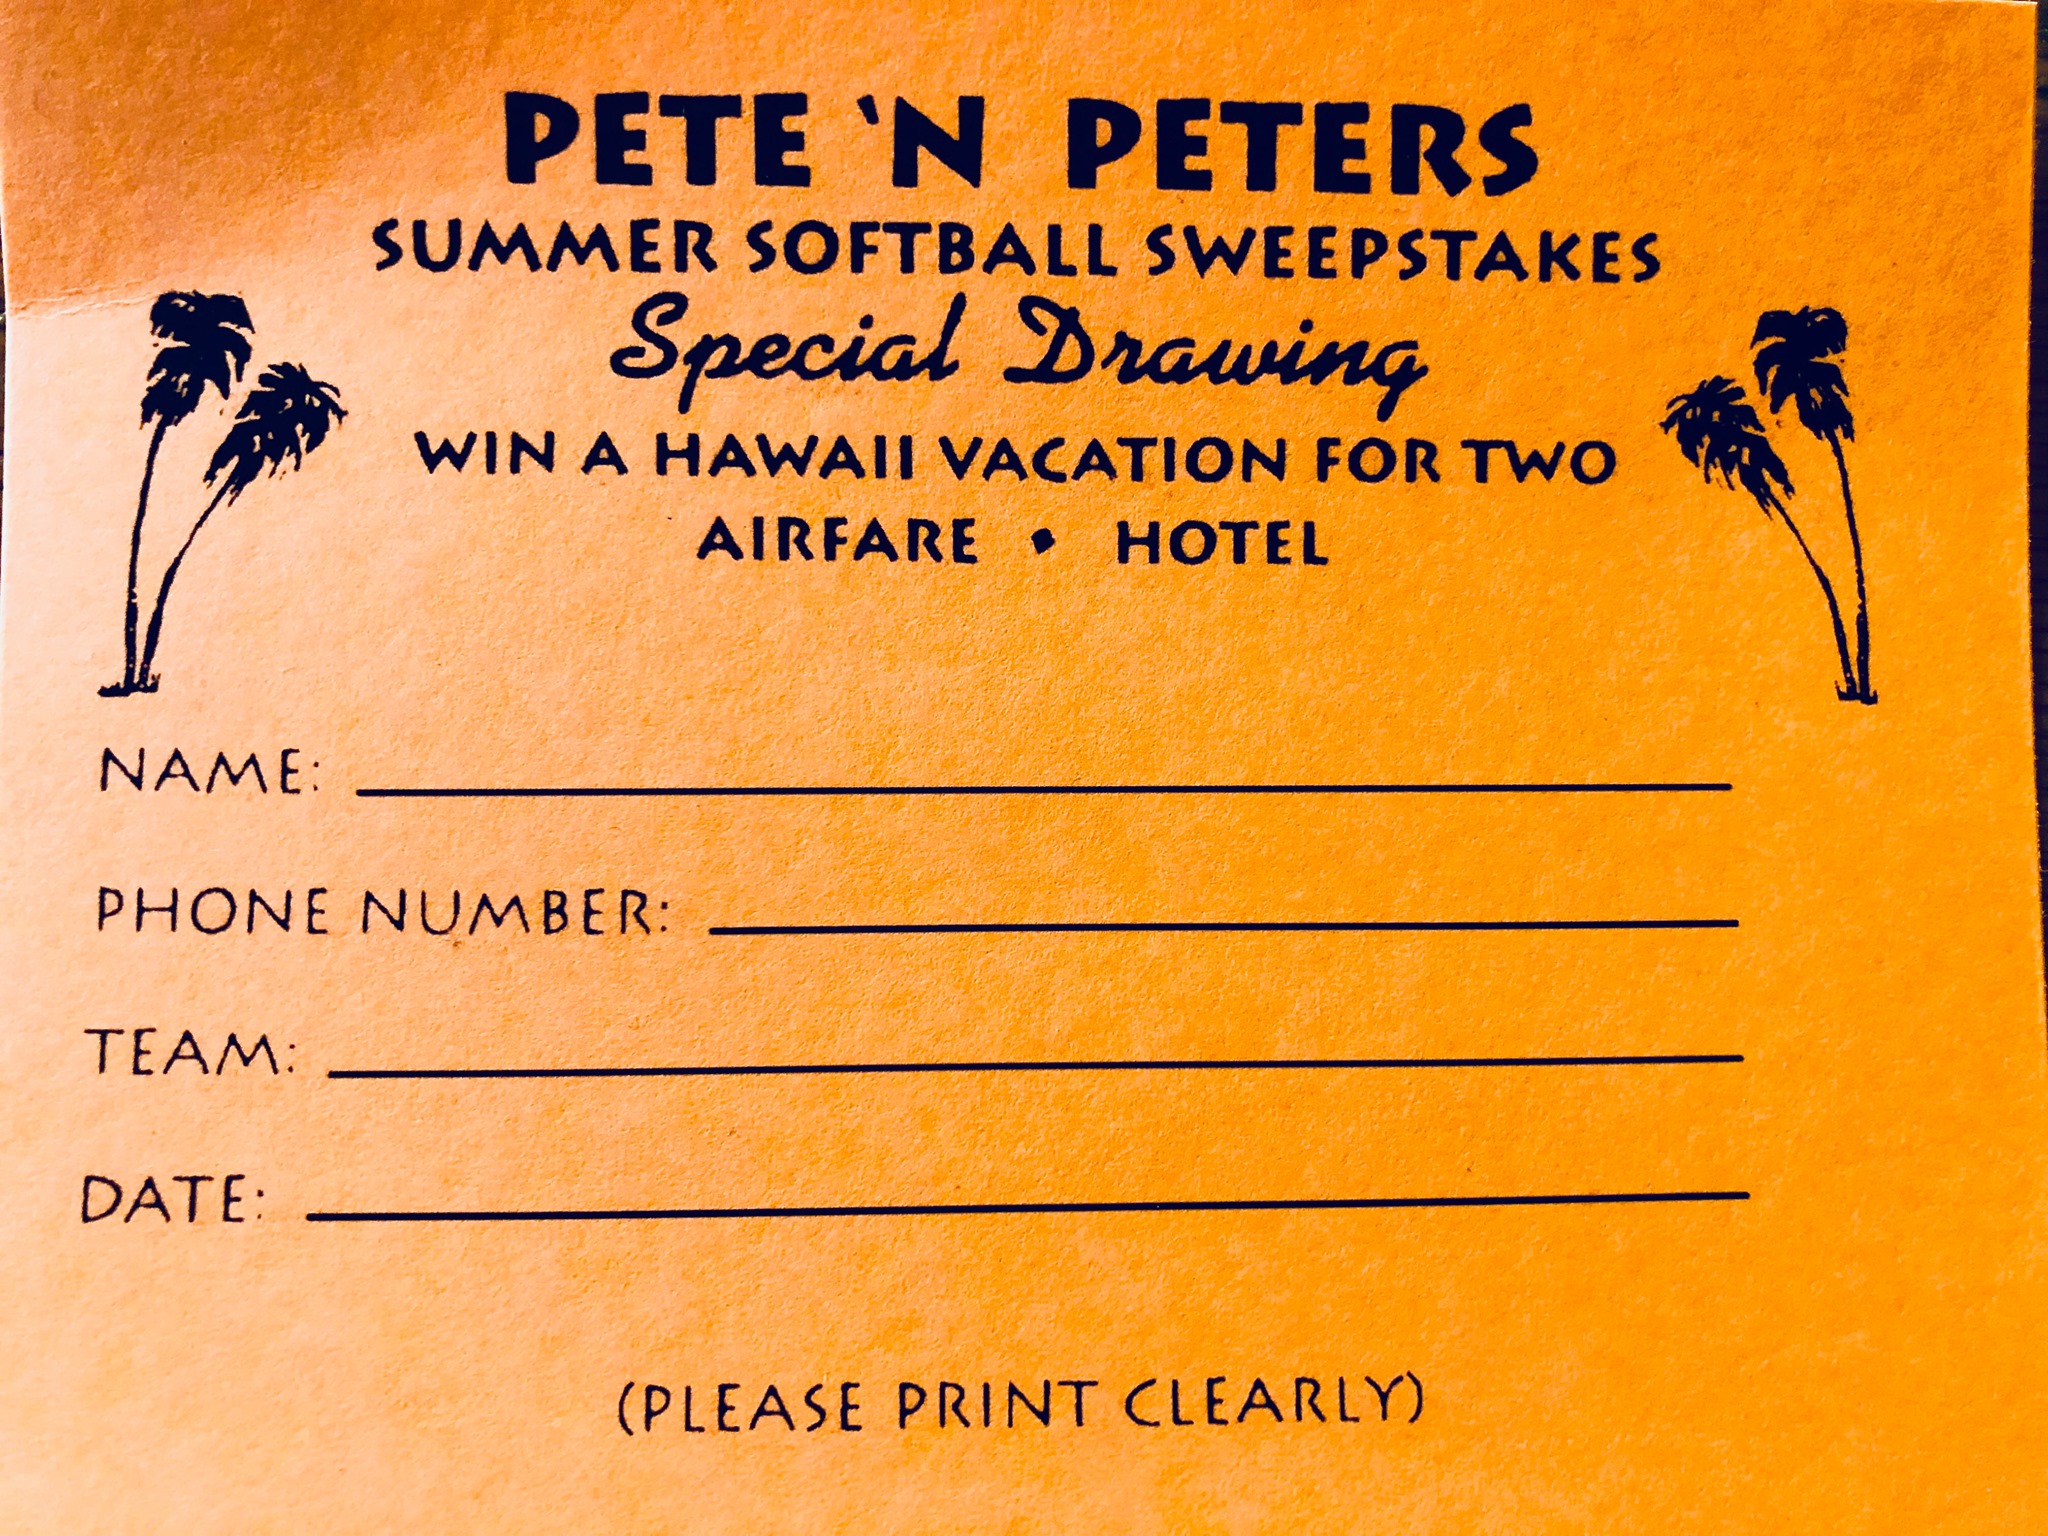 PETE 'N PETERS
SUMMER SOFTBALL SWEEPSTAKES
Special Drawing
WIN A HAWAII VACATION FOR TWO
AIRFARE • HOTEL
NAME:
PHONE NUMBER:
TEAM:
DATE:
(PLEASE PRINT CLEARLY)